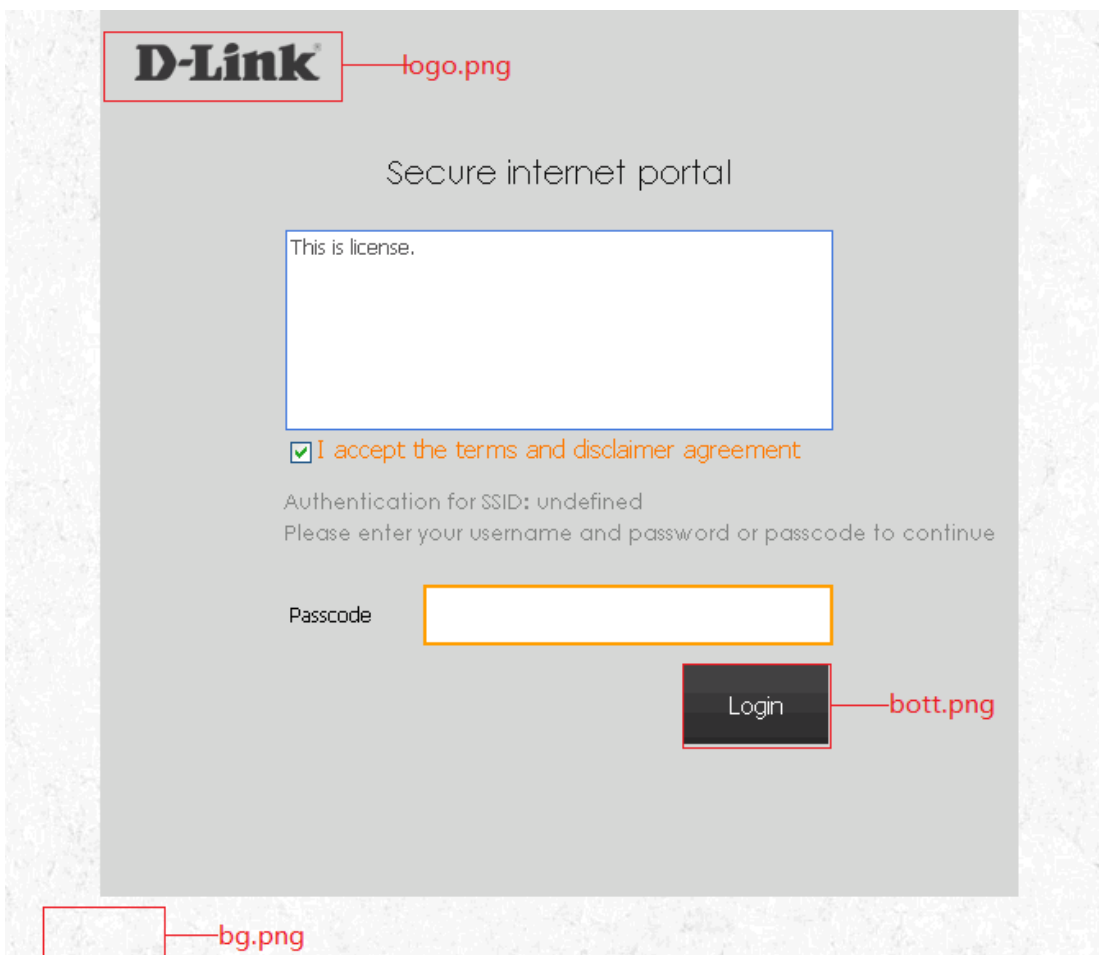 D-Link®
logo.png
Secure internet portal
This is license.
I accept the terms and disclaimer agreement
Authentication for SSID: undefined
Please enter your username and password or passcode to continue
Passcode
Login
bott.png
bg.png